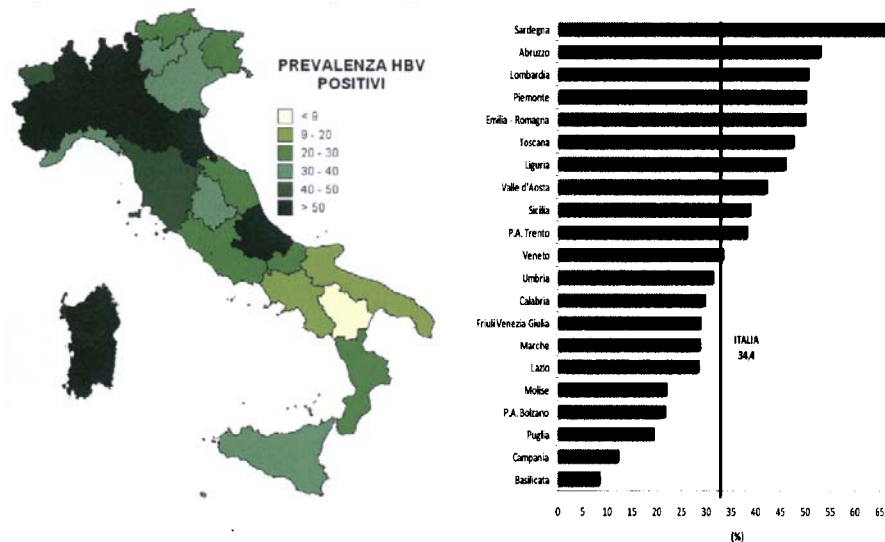 PREVALENZA HBV
POSITIVI
< 9
9 - 20
20 - 30
30 - 40
40 - 50
> 50
Sardegna
Abruzzo
Lombardia
Piemonte
Emilia - Romagna
Toscana
Liguria
Valle d'Aosta
Sicilia
P.A. Trento
Veneto
Umbria
Calabria
Friuli Venezia Giulia
Marche
Lazio
Molise
P.A. Bolzano
Puglia
Campania
Basilicata
ITALIA
34,4
0 5 10 15 20 25 30 35 40 45 50 55 60 65
(%)